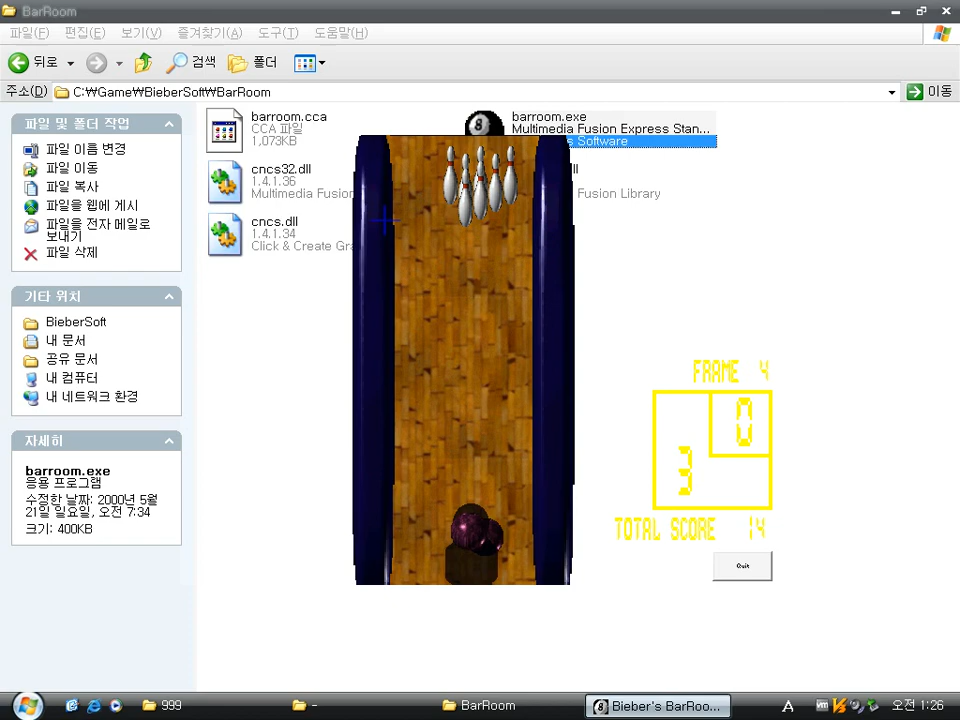 BarRoom
파일(F) 편집(E) 보기(V) 즐겨찾기(A) 도구(T) 도움말(H)
뒤로 검색 폴더
주소(D) C:￦Game￦BieberSoft￦BarRoom 이동
파일 및 폴더 작업
파일 이름 변경
파일 이동
파일 복사
파일을 웹에 게시
파일을 전자 메일로
보내기
파일 삭제
기타 위치
BieberSoft
내 문서
공유 문서
내 컴퓨터
내 네트워크 환경
자세히
barroom.exe
응용 프로그램
수정한 날짜: 2000년 5월
21일 일요일, 오전 7:34
크기: 400KB
barroom.cca
CCA 파일
1,073KB
barroom.exe
Multimedia Fusion Express Stan...
s Software
cncs32.dll
1.4.1.36
Multimedia Fusion
ll
Fusion Library
cncs.dll
1.4.1.34
Click & Create Gra
8
FRAME 4
0
3
TOTAL SCORE 14
Quit
999
-
BarRoom
Bieber's BarRoo...
A
오전 1:26